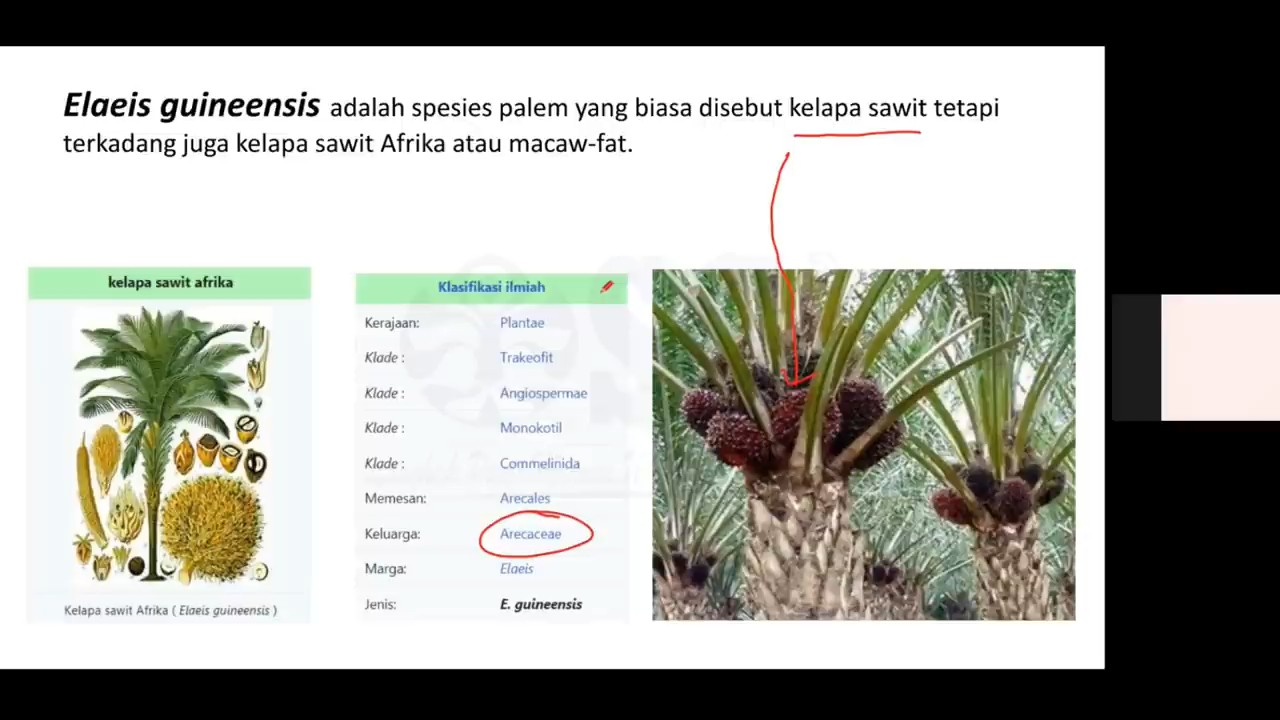 Elaeis guineensis adalah spesies palem yang biasa disebut kelapa sawit tetapi
terkadang juga kelapa sawit Afrika atau macaw-fat.
kelapa sawit afrika
Kelapa sawit Afrika ( Elaeis guineensis )
Klasifikasi ilmiah
Kerajaan: Plantae
Klade : Trakeofit
Klade : Angiospermae
Klade : Monokotil
Klade : Commelinida
Memesan: Arecales
Keluarga: Arecaceae
Marga: Elaeis
Jenis: E. guineensis